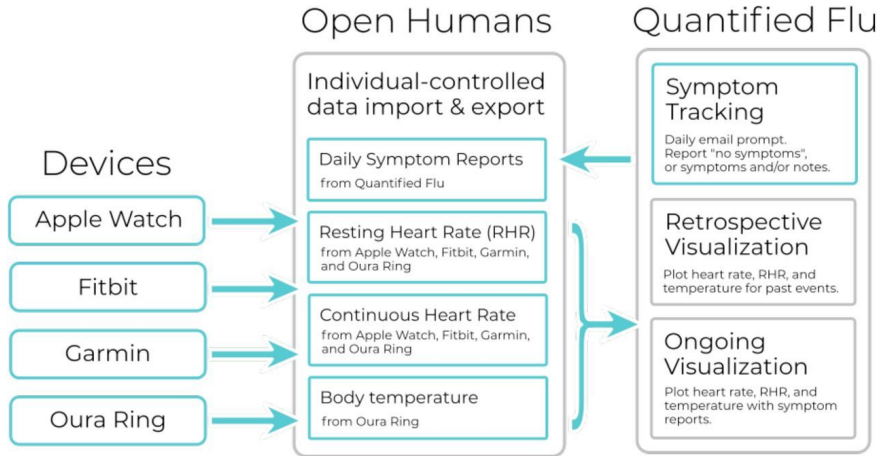 Open Humans
Quantified Flu
Devices
Apple Watch
Fitbit
Garmin
Oura Ring
Individual-controlled
data import & export
Daily Symptom Reports
from Quantified Flu
Resting Heart Rate (RHR)
from Apple Watch, Fitbit, Garmin,
and Oura Ring
Continuous Heart Rate
from Apple Watch, Fitbit, Garmin,
and Oura Ring
Body temperature
from Oura Ring
Symptom
Tracking
Daily email prompt.
Report "no symptoms",
or symptoms and/or notes.
Retrospective
Visualization
Plot heart rate, RHR, and
temperature for past events.
Ongoing
Visualization
Plot heart rate, RHR, and
temperature with symptom
reports.